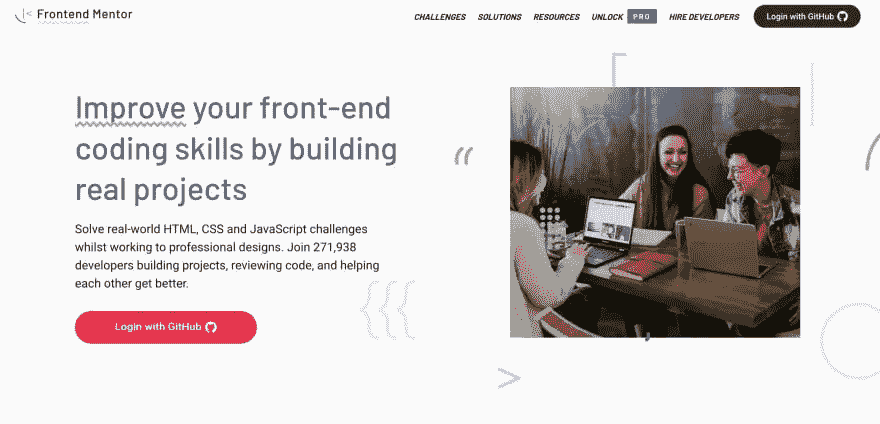 Frontend Mentor
CHALLENGES SOLUTIONS RESOURCES UNLOCK PRO HIRE DEVELOPERS Login with GitHub
Improve your front-end
coding skills by building
real projects
Solve real-world HTML, CSS and JavaScript challenges
whilst working to professional designs. Join 271,938
developers building projects, reviewing code, and helping
each other get better.
Login with GitHub